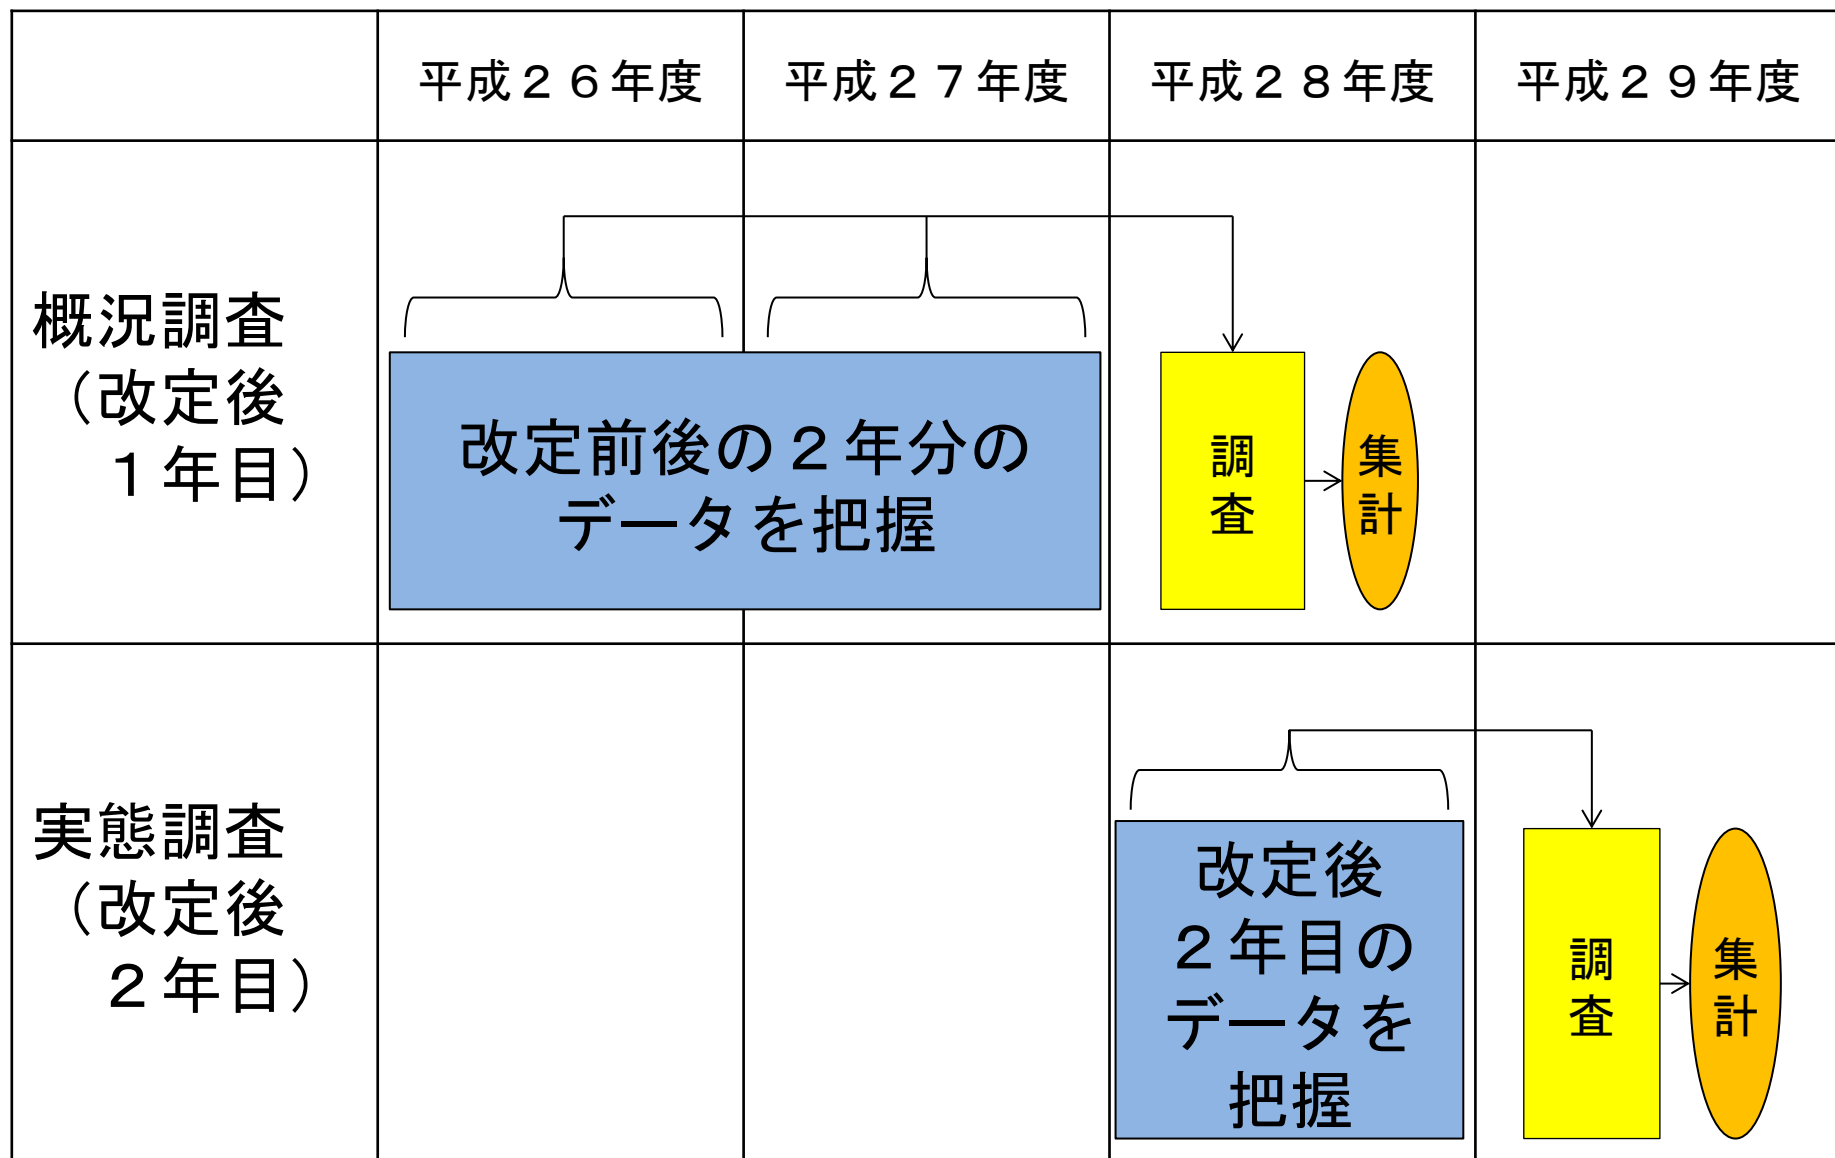 平成２６年度
平成２７年度
平成２８年度
平成２９年度
概況調査
（改定後
１年目）
改定前後の２年分の
データを把握
調
査
集
計
実態調査
（改定後
２年目）
改定後
２年目の
データを
把握
調
査
集
計